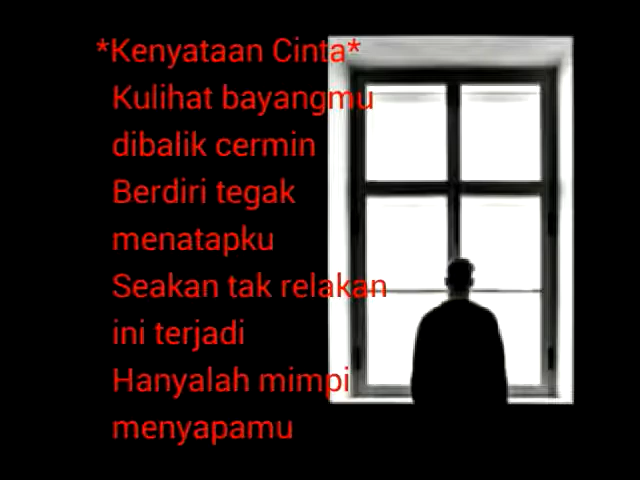 *Kenyataan Cinta*
Kulihat bayangmu
dibalik cermin
Berdiri tegak
menatapku
Seakan tak relakan
ini terjadi
Hanyalah mimpi
menyapamu